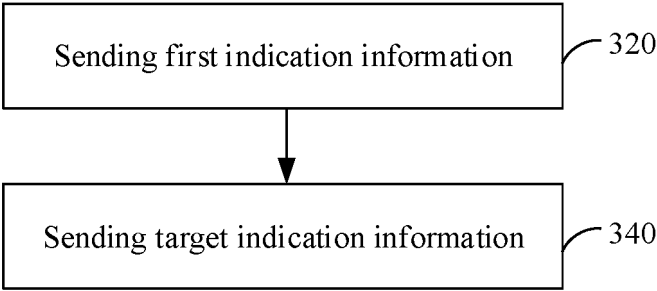 Sending first indication information
320
Sending target indication information
340